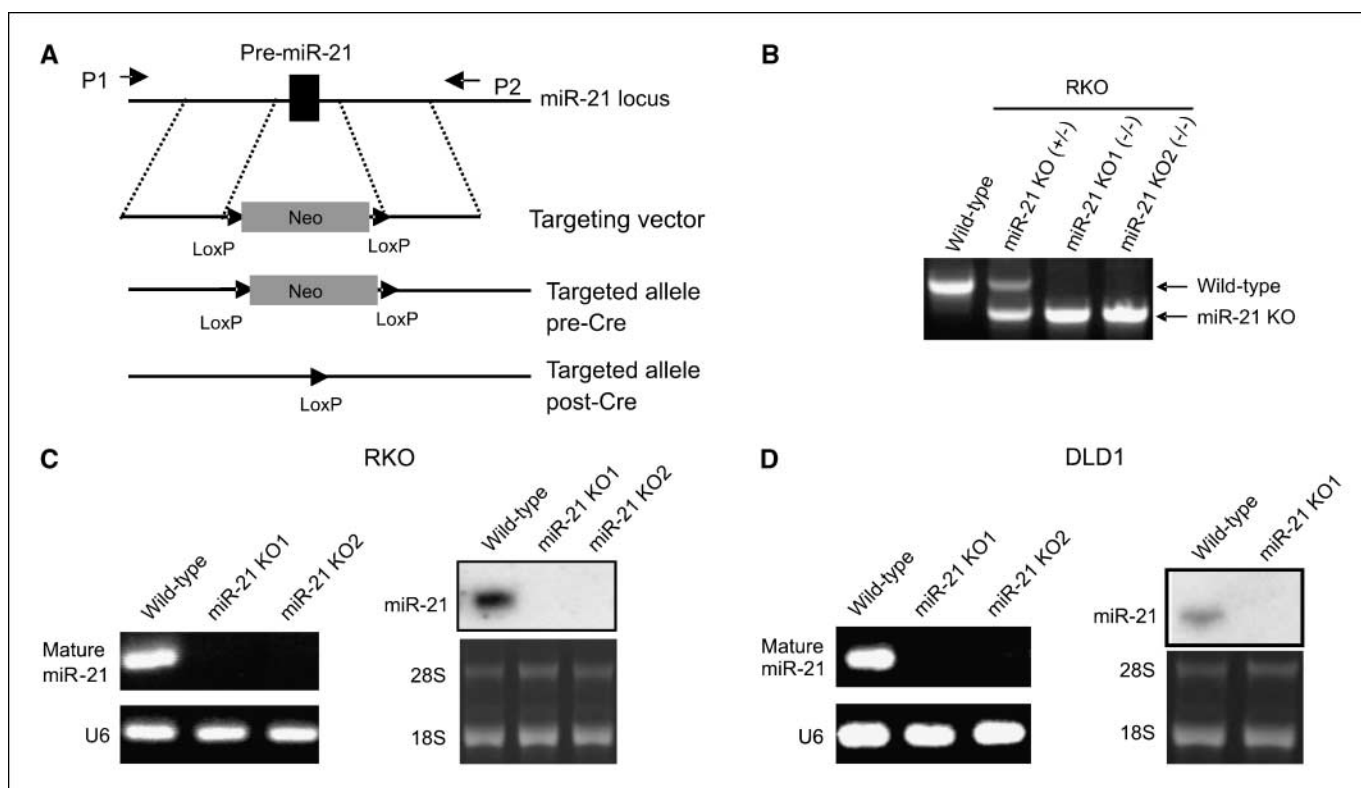 A
Pre-miR-21
P1
P2
miR-21 locus
Neo
Targeting vector
LoxP
LoxP
Neo
Targeted allele
pre-Cre
LoxP
LoxP
Targeted allele
post-Cre
LoxP
B
RKO
Wild-type
miR-21 KO (+/-)
miR-21 KO1 (-/-)
miR-21 KO2 (-/-)
Wild-type
miR-21 KO
C
RKO
Wild-type
miR-21 KO1
miR-21 KO2
Mature
miR-21
U6
Wild-type
miR-21 KO1
miR-21 KO2
miR-21
28S
18S
D
DLD1
Wild-type
miR-21 KO1
miR-21 KO2
Mature
miR-21
U6
Wild-type
miR-21 KO1
miR-21
28S
18S